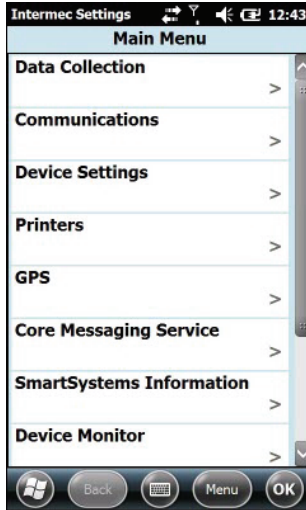 Intermec Settings 12:43
Main Menu
Data Collection
>
Communications
>
Device Settings
>
Printers
>
GPS
>
Core Messaging Service
>
SmartSystems Information
>
Device Monitor
>
Back Menu OK